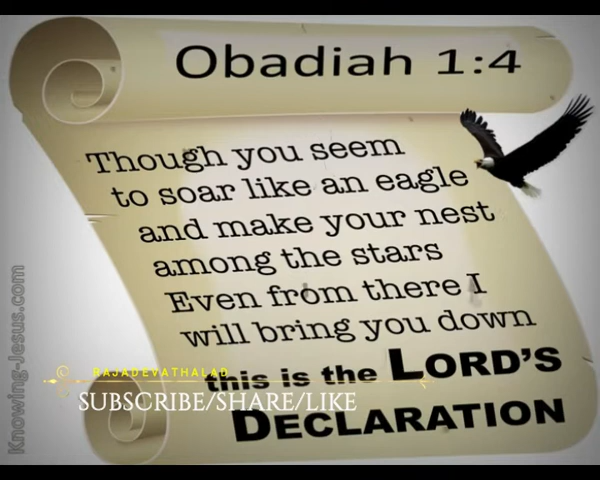 Obadiah 1:4
Though you seem
to soar like an eagle
and make your nest
among the stars
Even from there I
will bring you down
this is the LORD'S
DECLARATION
RAJADEVATHALAD
SUBSCRIBE/SHARE/LIKE
Knowing-Jesus.com